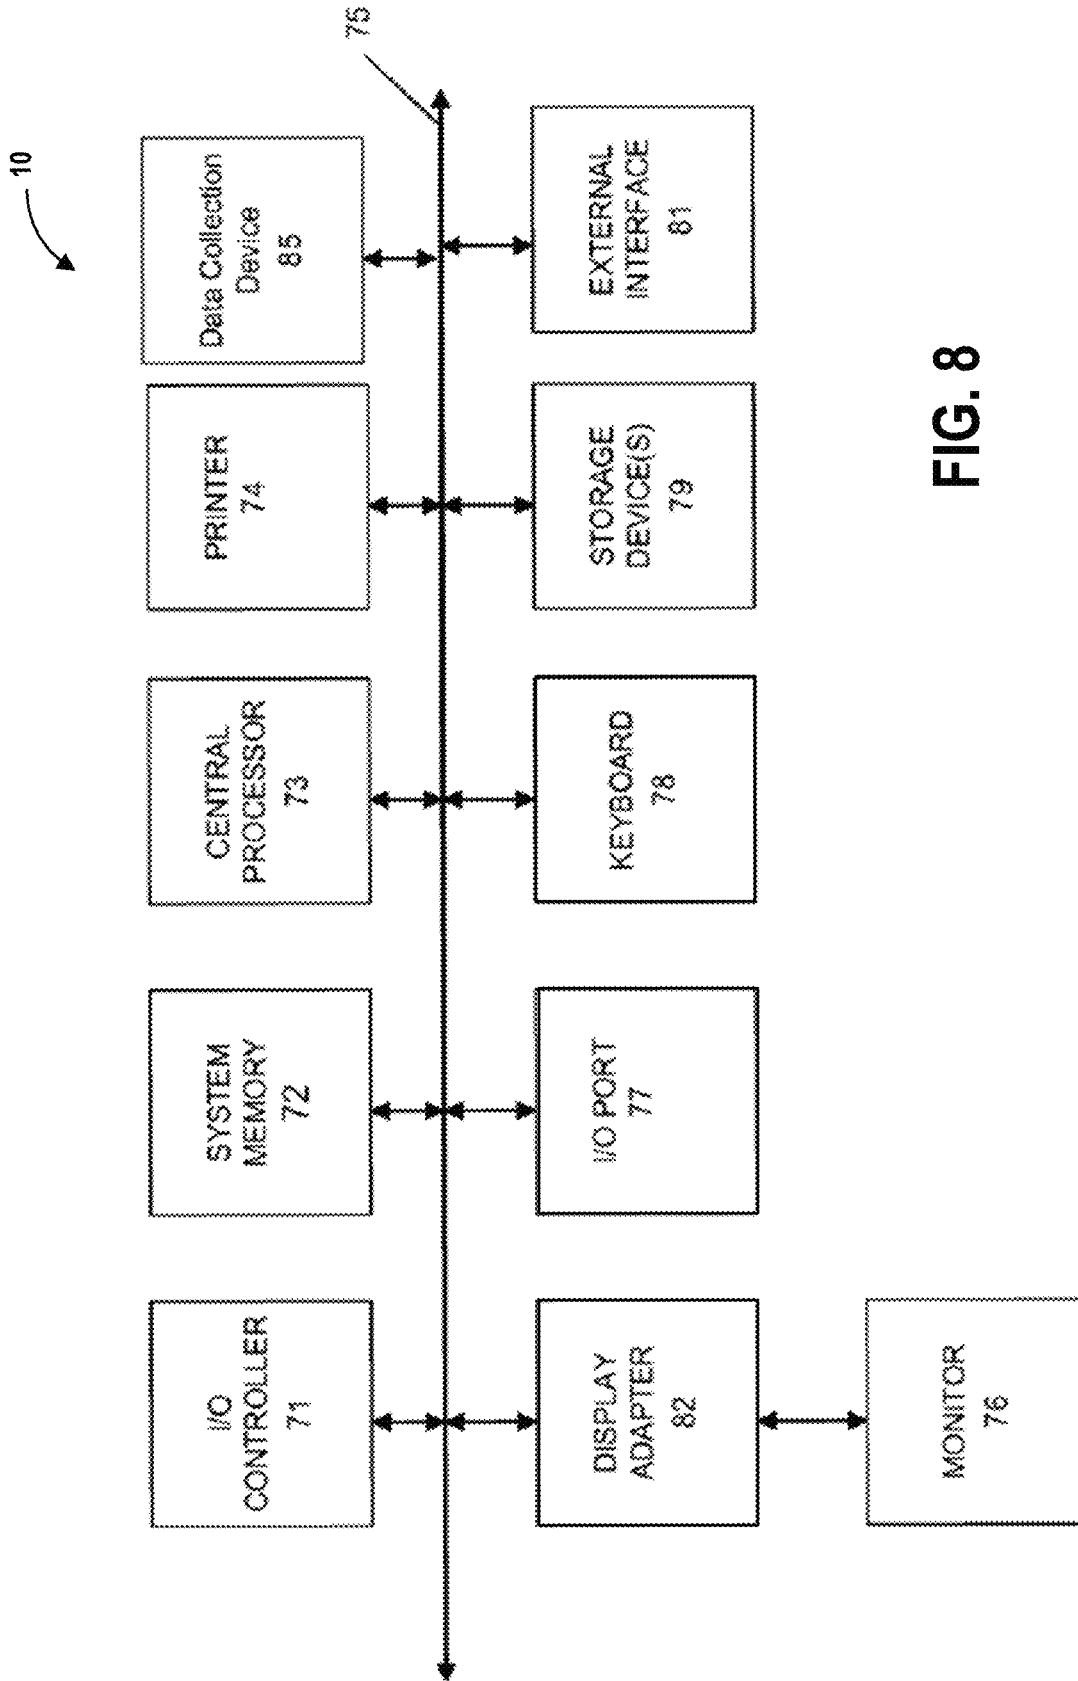 10
I/O
CONTROLLER
71
SYSTEM
MEMORY
72
CENTRAL
PROCESSOR
73
PRINTER
74
Data Collection
Device
85
75
DISPLAY
ADAPTER
82
I/O PORT
77
KEYBOARD
78
STORAGE
DEVICE(S)
79
EXTERNAL
INTERFACE
81
MONITOR
76
FIG. 8